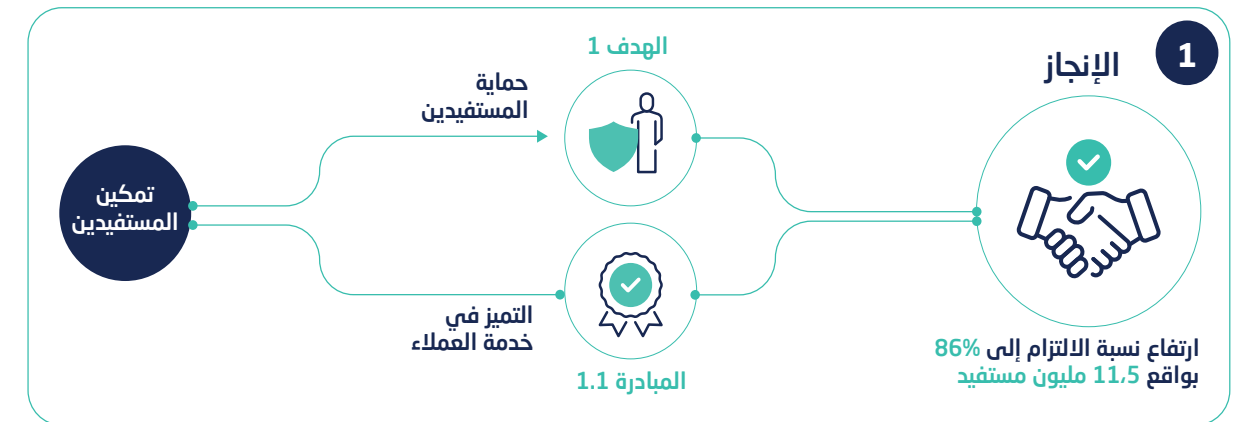 1
الإنجاز
ارتفاع نسبة الالتزام إلى 86%
بواقع 11،5 مليون مستفيد
الهدف 1
حماية
المستفيدين
التميز في
خدمة العملاء
المبادرة 1.1
تمكين
المستفيدين